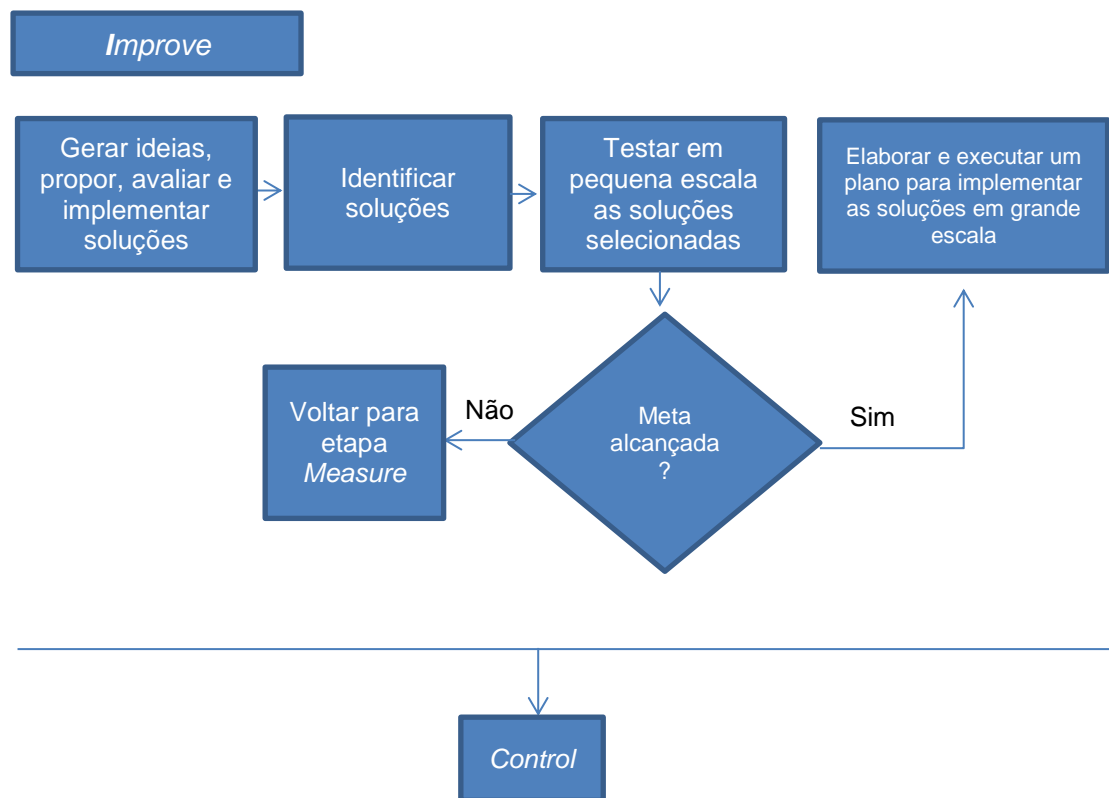 Improve
Gerar ideias,
propor, avaliar e
implementar
soluções
Identificar
soluções
Testar em
pequena escala
as soluções
selecionadas
Elaborar e executar um
plano para implementar
as soluções em grande
escala
Voltar para
etapa
Measure
Não
Meta
alcançada
?
Sim
Control